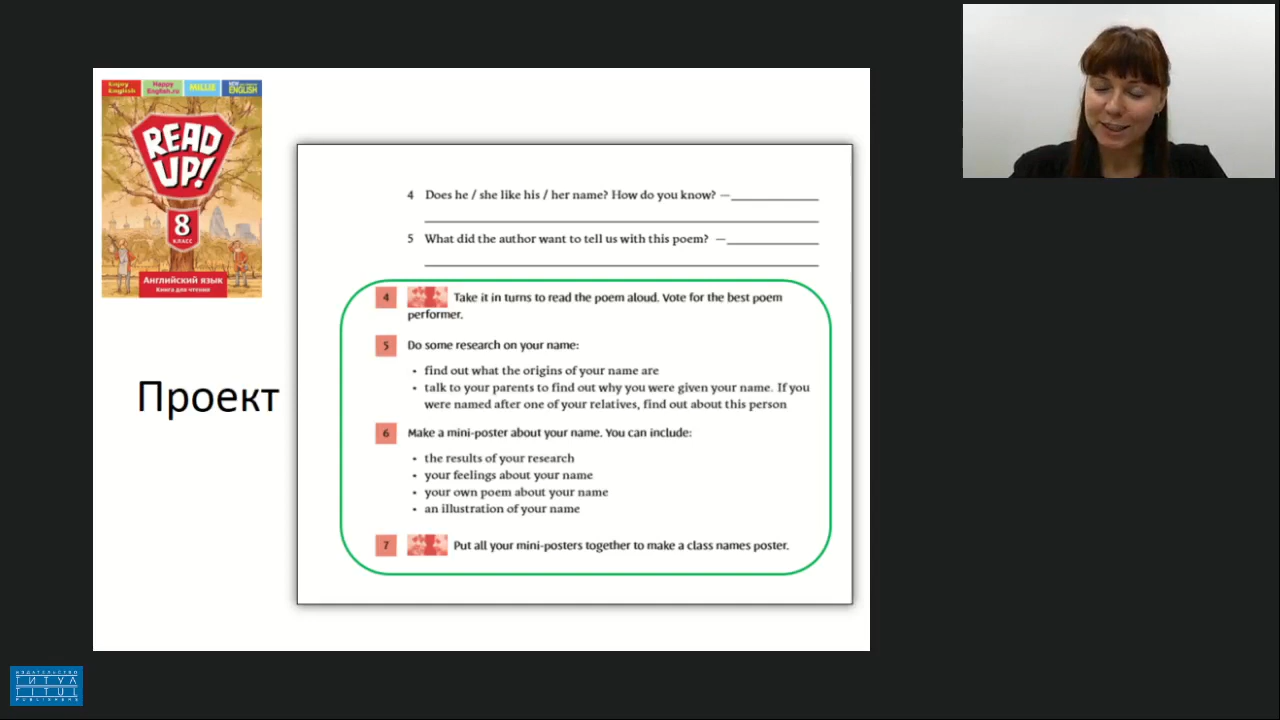 Happy
English.ru
MILLIE
ENGLISH
READ
UP!
8
КЛАСС
Английский язык
Книга для чтения
Проект
4 Does he / she like his / her name? How do you know? —
5 What did the author want to tell us with this poem? —
4 Take it in turns to read the poem aloud. Vote for the best poem
performer.
5 Do some research on your name:
• find out what the origins of your name are
• talk to your parents to find out why you were given your name. If you
were named after one of your relatives, find out about this person
6 Make a mini-poster about your name. You can include:
• the results of your research
• your feelings about your name
• your own poem about your name
• an illustration of your name
7 Put all your mini-posters together to make a class names poster.
ИЗДАТЕЛЬСТВО
ТИТУЛ
TITUL
PUBLISHERS